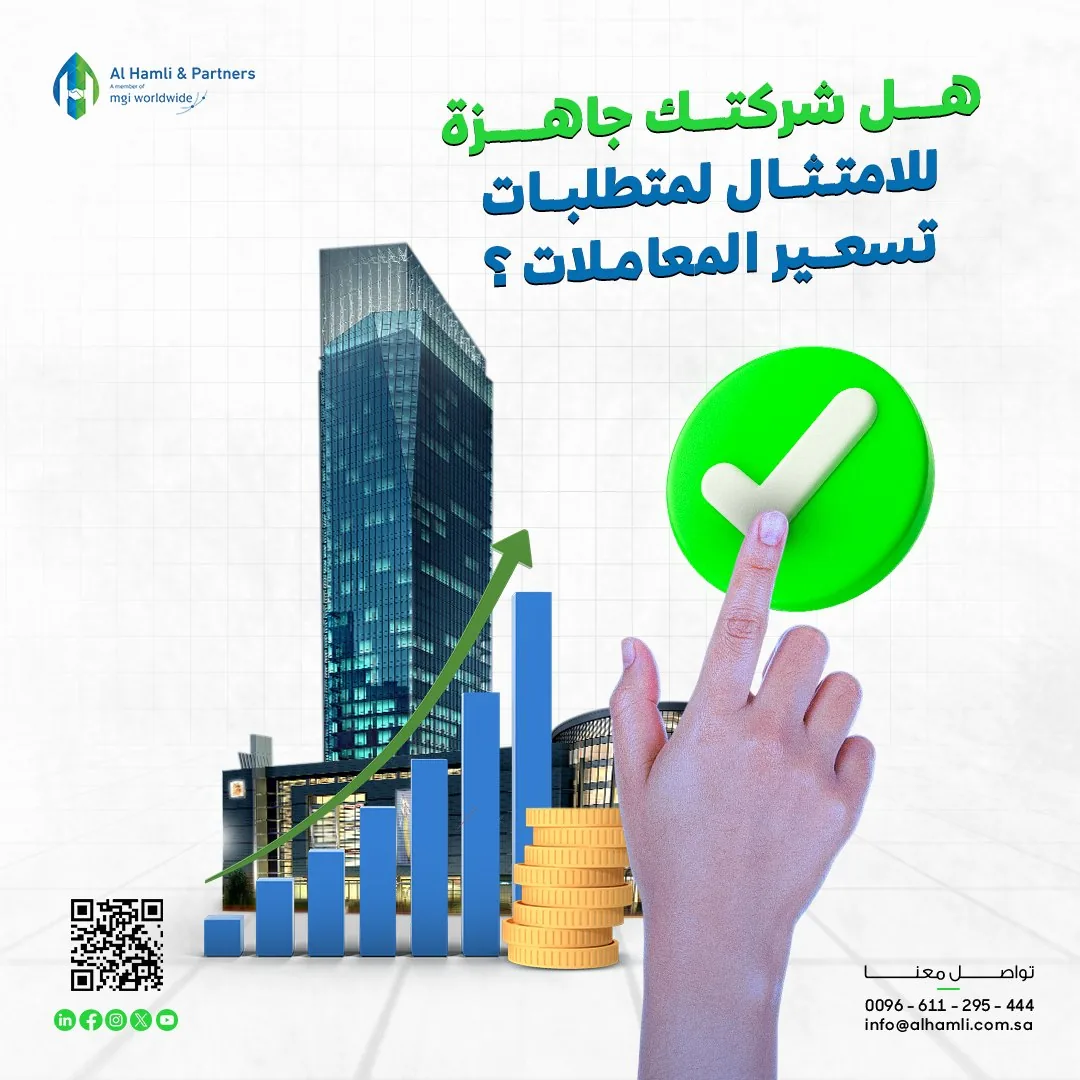 Al Hamli & Partners
A member of
mgi worldwide
هل شركتك جاهزة
للامتثال لمتطلبات
تسعير المعاملات ؟
تواصل معنا
0096 - 611 - 295 - 444
info@alhamli.com.sa